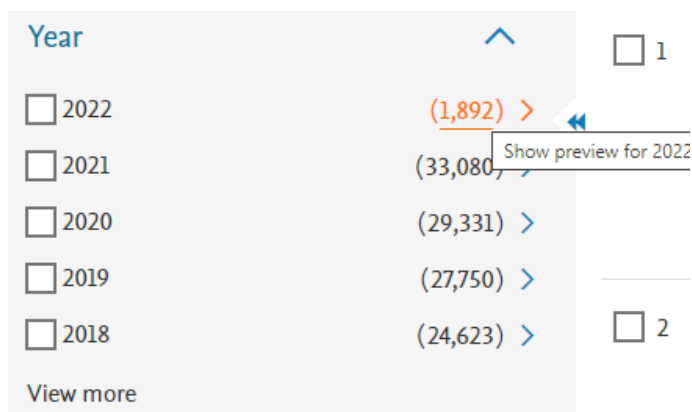 Year
2022 (1,892)
Show preview for 2022
2021 (33,080)
2020 (29,331)
2019 (27,750)
2018 (24,623)
View more
1
2